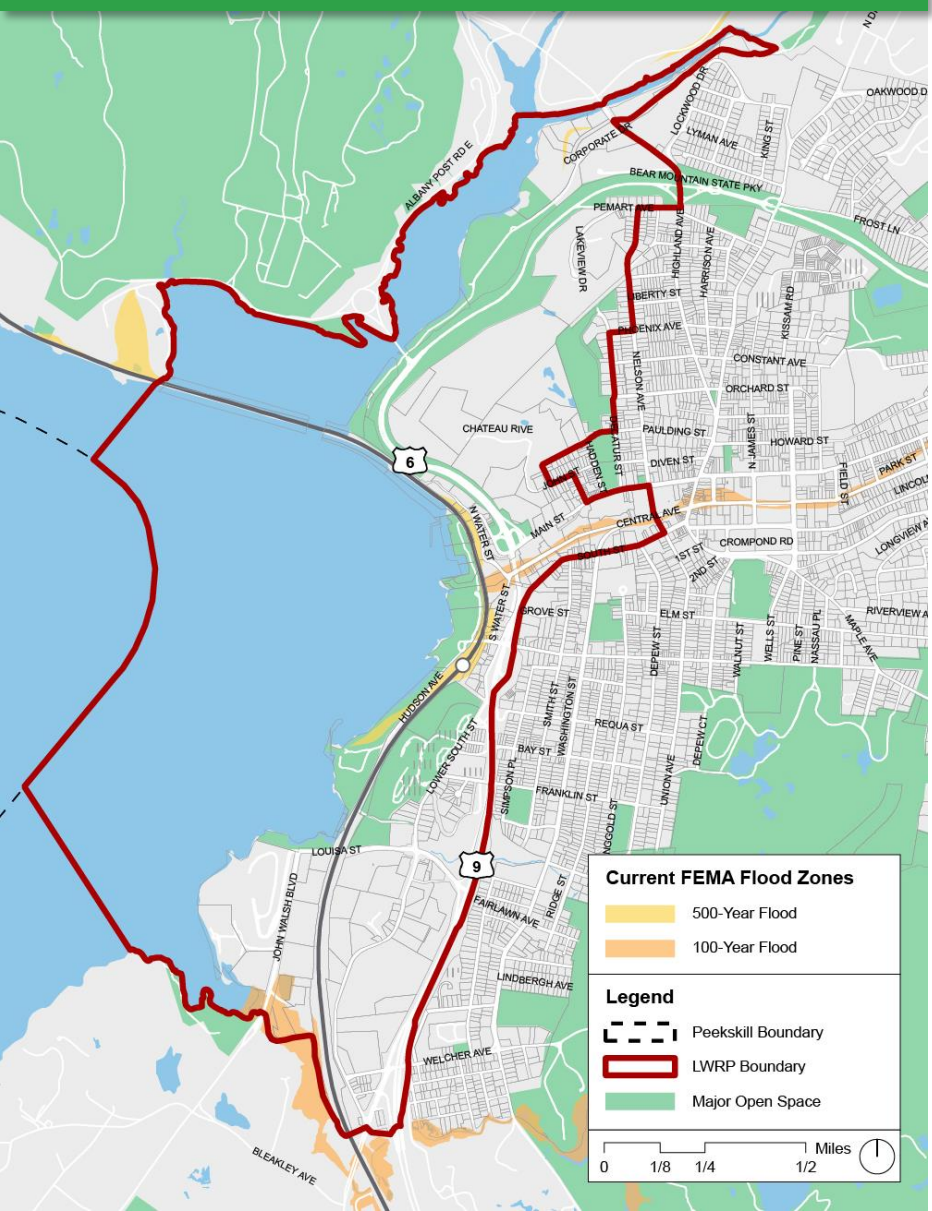 N D
OAKWOOD D
LOCKWOOD DR
LYMAN AVE
KING ST
CORPORATE DR
ALBANY POST RD E
BEAR MOUNTAIN STATE PKY
PEMART AVE
FROST LN
LAKEVIEW DR
HIGHLAND AVE
HARRISON AVE
LIBERTY ST
KISSAM RD
PHOENIX AVE
NELSON AVE
CONSTANT AVE
ORCHARD ST
CHATEAU RIVE
DECATUR ST
PAULDING ST
N JAMES ST
HOWARD ST
HADDEN ST
DIVEN ST
PARK ST
6
JOHN ST
FIELD ST
LINCOL
N WATER ST
MAIN ST
CENTRAL AVE
SOUTH ST
1ST ST
CROMPOND RD
LONGVIEW A
2ND ST
S WATER ST
GROVE ST
ELM ST
RIVERVIEW A
DEPEW ST
WALNUT ST
WELLS ST
PINE ST
NASSAU PL
MAPLE AVE
HUDSON AVE
SMITH ST
WASHINGTON ST
REQUA ST
DEPEW CT
LOWER SOUTH ST
BAY ST
UNION AVE
SIMPSON PL
FRANKLIN ST
NGGOLD ST
LOUISA ST
9
JOHN WALSH BLVD
FAIRLAWN AVE
RIDGE ST
LINDBERGH AVE
WELCHER AVE
BLEAKLEY AVE
Current FEMA Flood Zones
500-Year Flood
100-Year Flood
Legend
Peekskill Boundary
LWRP Boundary
Major Open Space
Miles
0 1/8 1/4 1/2